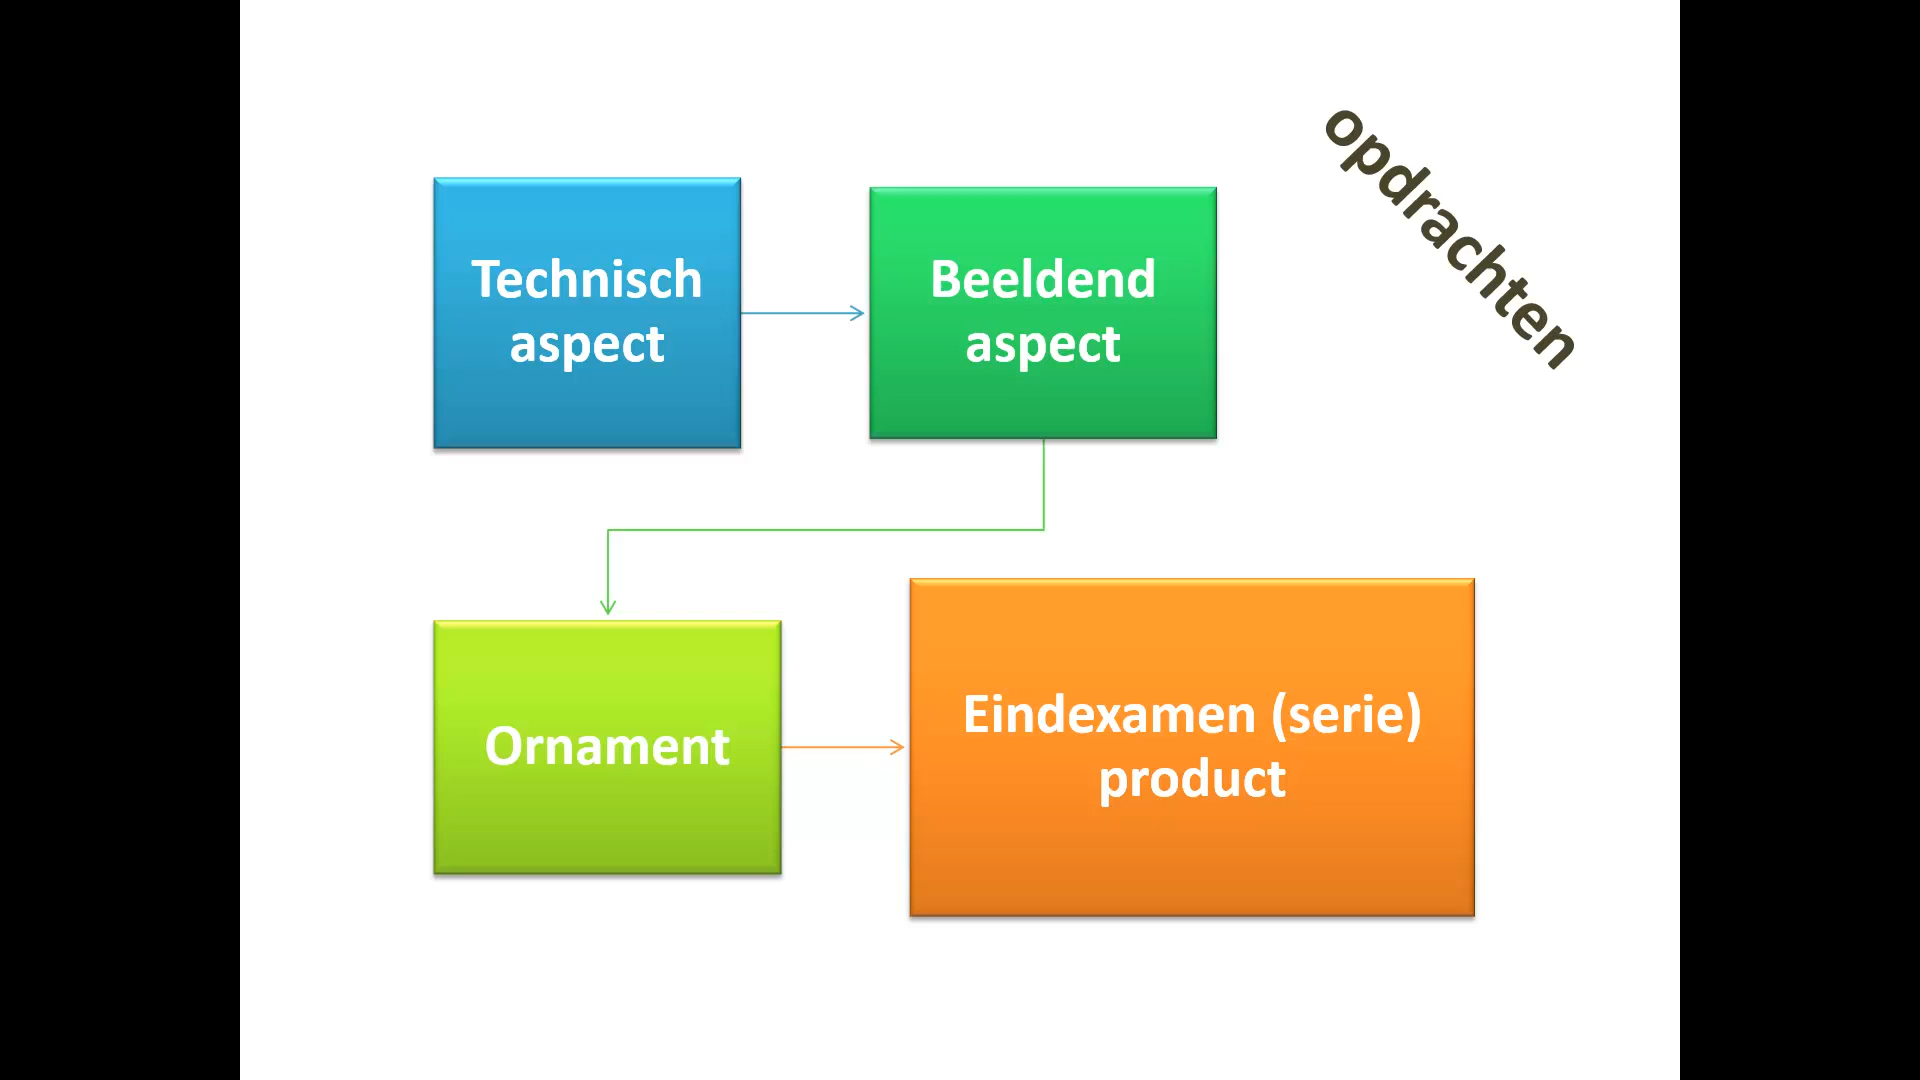 opdrachten
Technisch
aspect
Beeldend
aspect
Ornament
Eindexamen (serie)
product